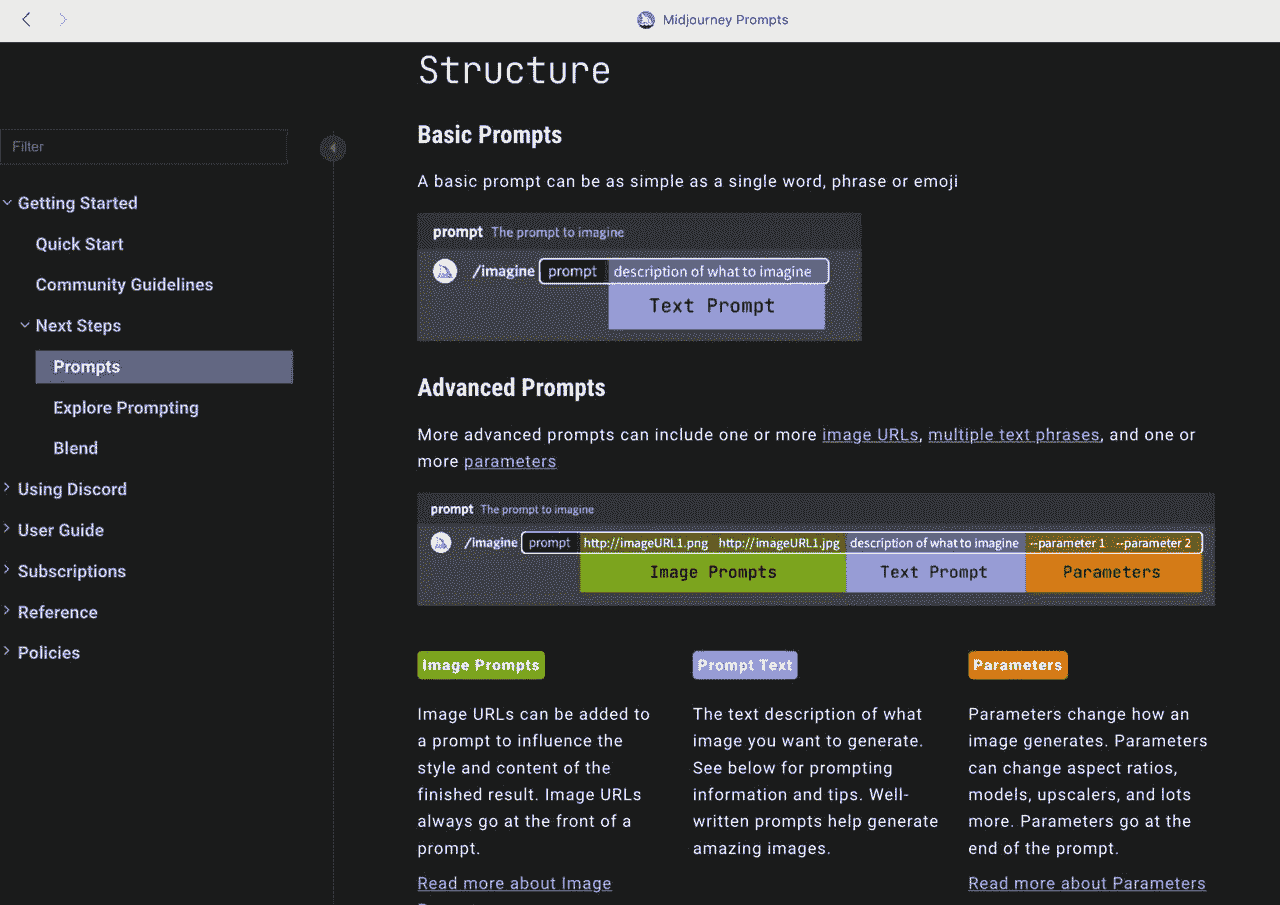 Midjourney Prompts
Structure
Filter
Getting Started
Quick Start
Community Guidelines
Next Steps
Prompts
Explore Prompting
Blend
Using Discord
User Guide
Subscriptions
Reference
Policies
Basic Prompts
A basic prompt can be as simple as a single word, phrase or emoji
prompt The prompt to imagine
/imagine prompt description of what to imagine
Text Prompt
Advanced Prompts
More advanced prompts can include one or more image URLs, multiple text phrases, and one or
more parameters
prompt The prompt to imagine
/imagine prompt http://imageURL1.png http://imageURL1.jpg description of what to imagine --parameter 1 --parameter 2
Image Prompts Text Prompt Parameters
Image Prompts
Image URLs can be added to
a prompt to influence the
style and content of the
finished result. Image URLs
always go at the front of a
prompt.
Read more about Image
Prompt Text
The text description of what
image you want to generate.
See below for prompting
information and tips. Well-
written prompts help generate
amazing images.
Parameters
Parameters change how an
image generates. Parameters
can change aspect ratios,
models, upscalers, and lots
more. Parameters go at the
end of the prompt.
Read more about Parameters